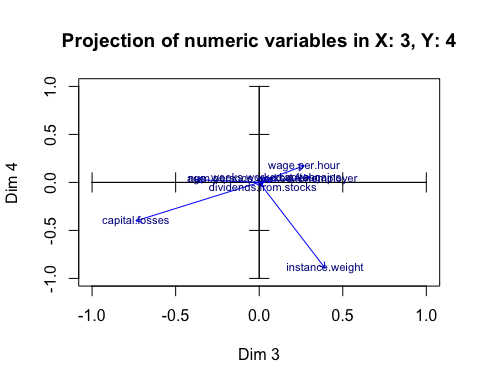 Projection of numeric variables in X: 3, Y: 4
Dim 4
1.0
0.5
0.0
-0.5
-1.0
wage.per.hour
dividends.from.stocks
capital.losses
instance.weight
-1.0
-0.5
0.0
0.5
1.0
Dim 3